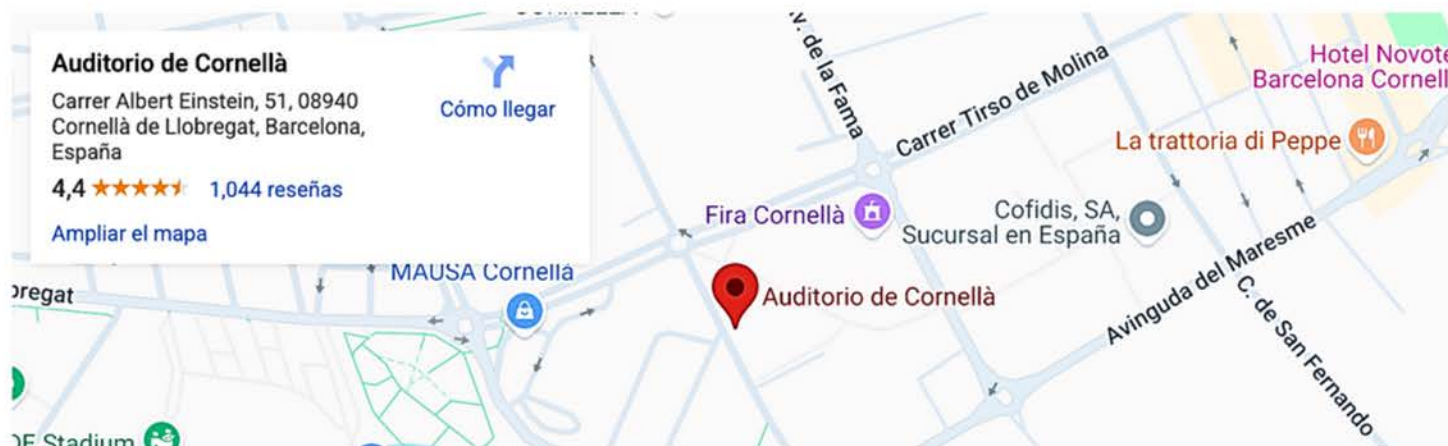 Auditorio de Cornellà
Carrer Albert Einstein, 51, 08940
Cornellà de Llobregat, Barcelona,
España
4,4
1,044 reseñas
Ampliar el mapa
Cómo llegar
de la Fama
Carrer Tirso de Molina
Hotel Novote
Barcelona Cornell
La trattoria di Peppe
Fira Cornellà
Cofidis, SA,
Sucursal en España
MAUSA Cornellà
bregat
Auditorio de Cornellà
Avinguda del Maresme
C. de San Fernando
Stadium